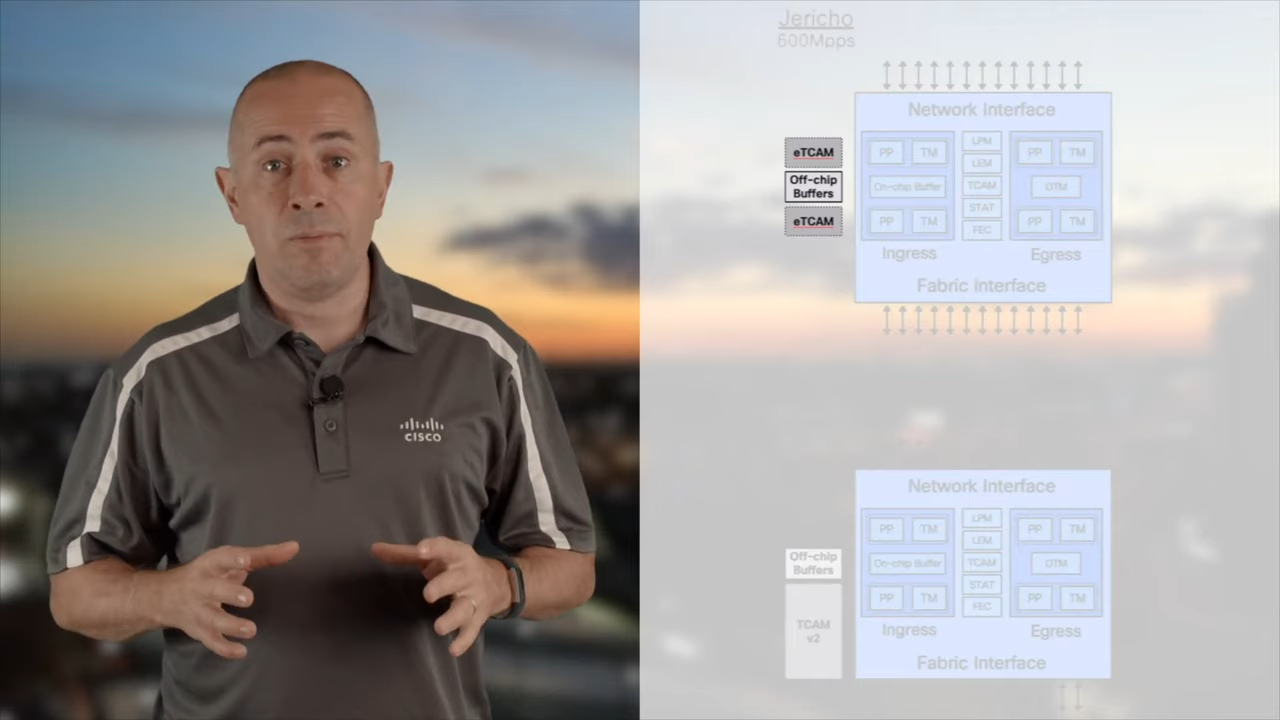 CISCO
Jericho
600Mpps
Network Interface
eTCAM
Off-chip
Buffers
eTCAM
PP TM
On-chip Buffer
PP TM
Ingress
LPM
LEM
TCAM
STAT
FEC
PP TM
OTM
PP TM
Egress
Fabric Interface
Network Interface
Off-chip
Buffers
TCAM
v2
PP TM
On-chip Buffer
PP TM
Ingress
LPM
LEM
TCAM
STAT
FEC
PP TM
OTM
PP TM
Egress
Fabric Interface